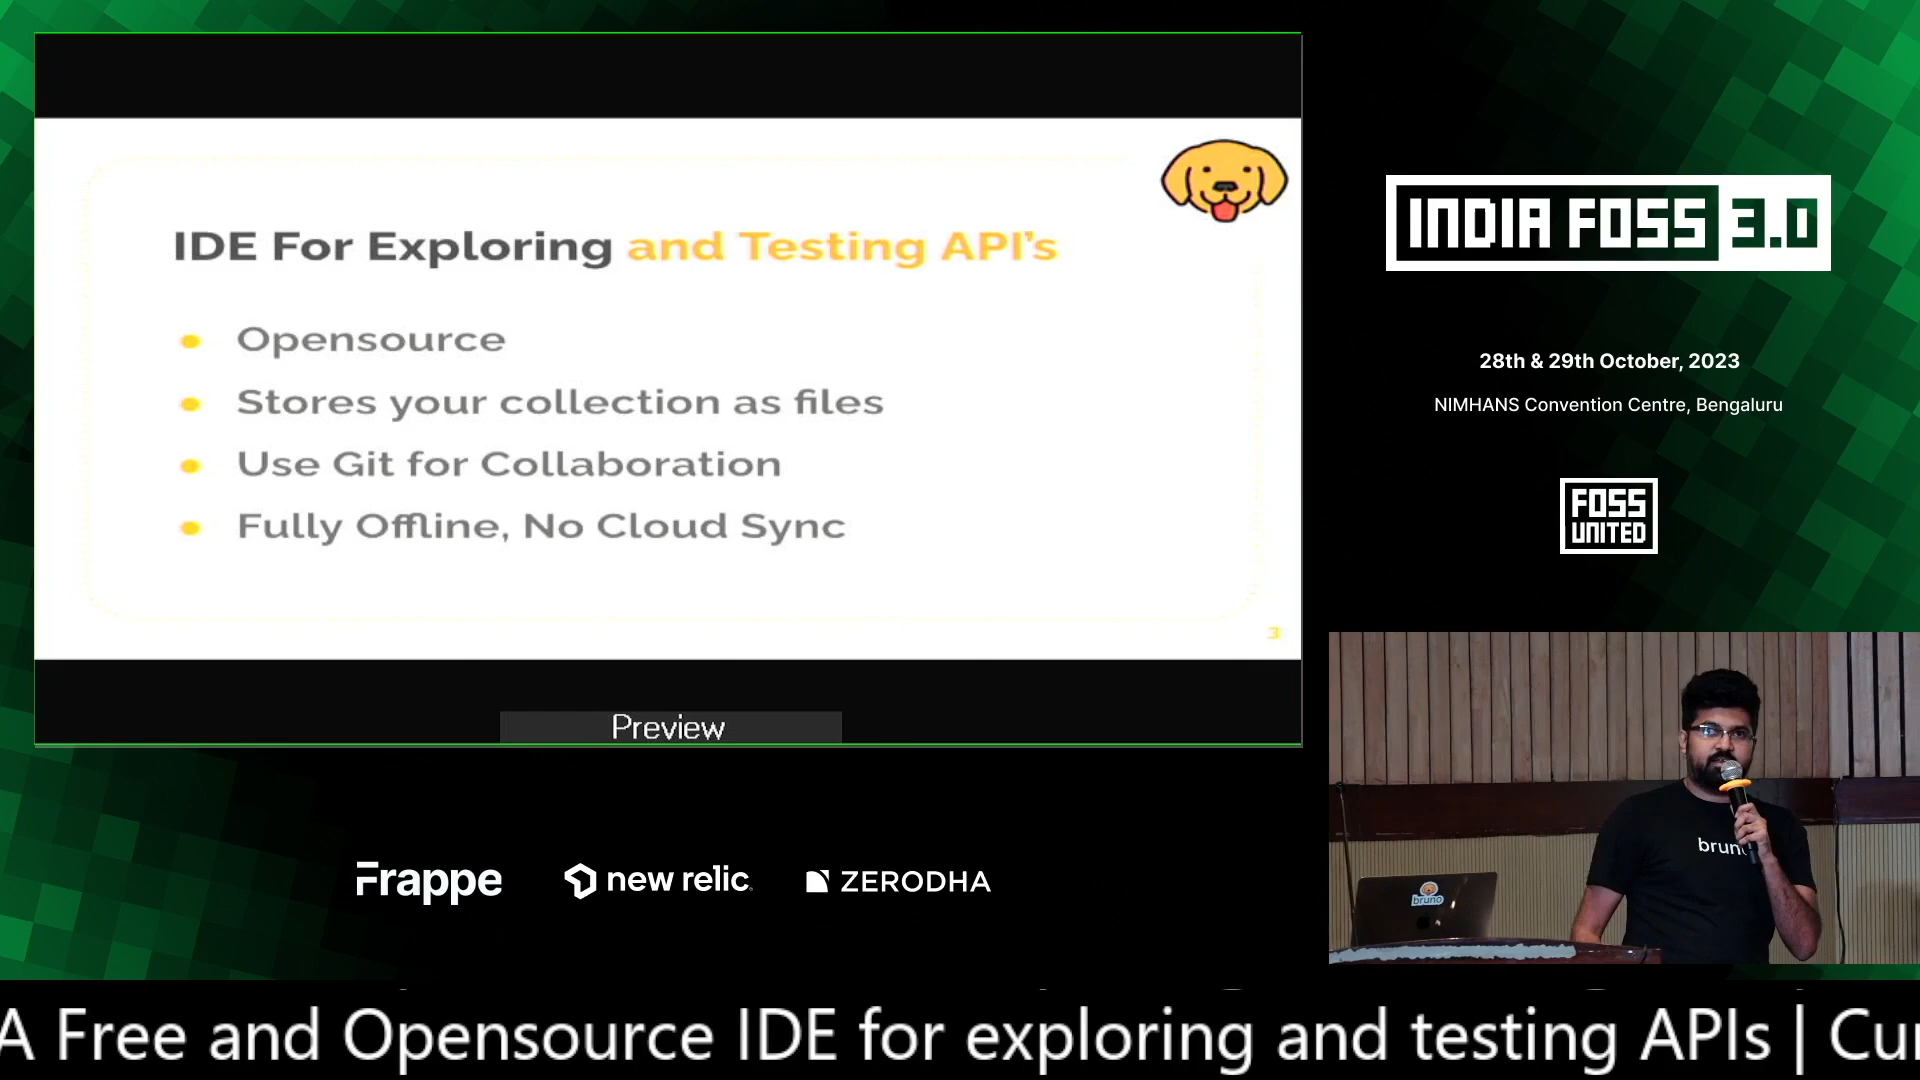 IDE For Exploring and Testing API's
Opensource
Stores your collection as files
Use Git for Collaboration
Fully Offline, No Cloud Sync
3
Preview
INDIA FOSS 3.0
28th & 29th October, 2023
NIMHANS Convention Centre, Bengaluru
FOSS
UNITED
bruno
Frappe
new relic
ZERODHA
A Free and Opensource IDE for exploring and testing APIs |